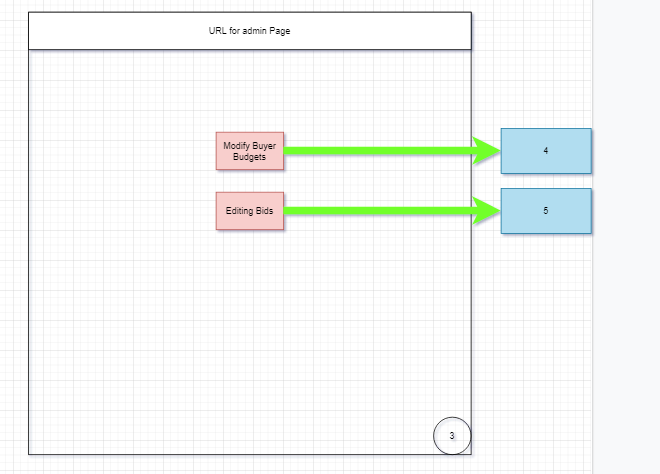 URL for admin Page
Modify Buyer
Budgets
4
Editing Bids
5
3